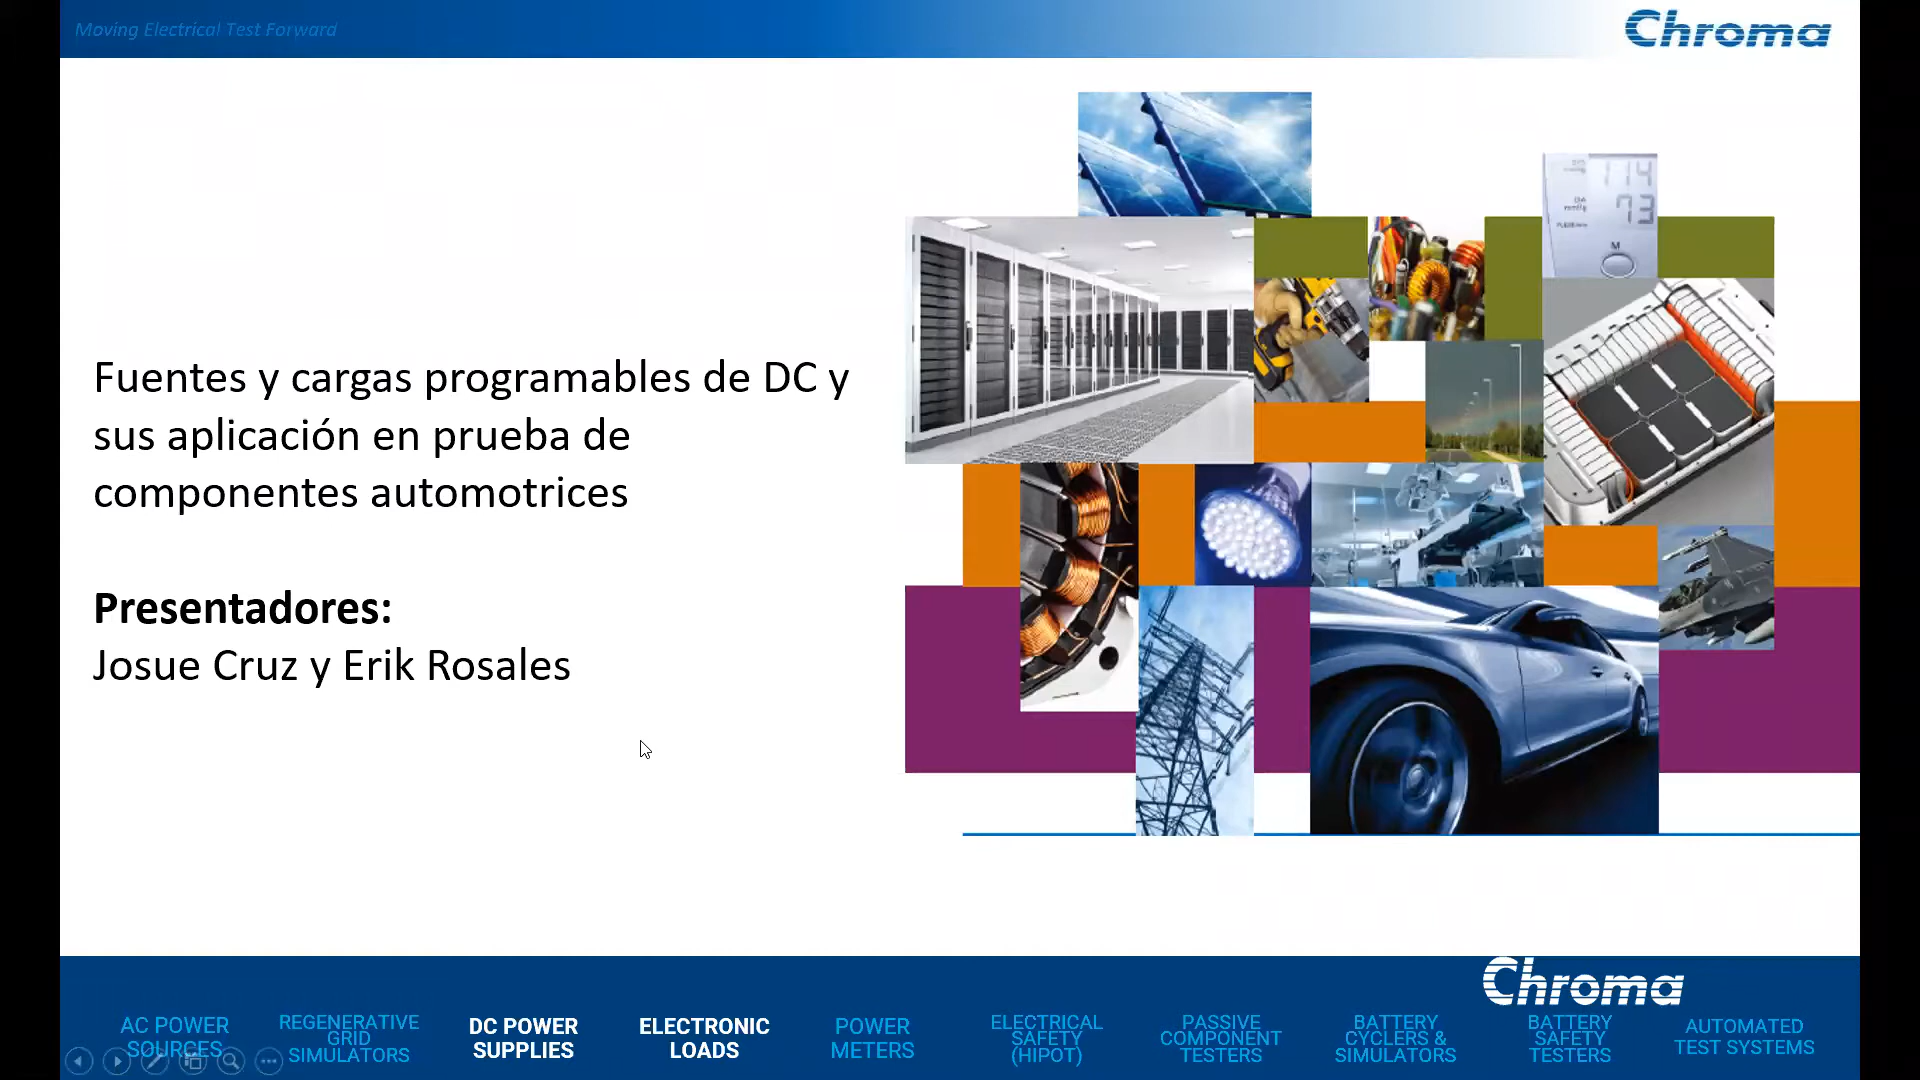 Moving Electrical Test Forward
Chroma
114
73
M
Fuentes y cargas programables de DC y
sus aplicación en prueba de
componentes automotrices
Presentadores:
Josue Cruz y Erik Rosales
Chroma
AC POWER
SOURCES
REGENERATIVE
GRID
SIMULATORS
DC POWER
SUPPLIES
ELECTRONIC
LOADS
POWER
METERS
ELECTRICAL
SAFETY
(HIPOT)
PASSIVE
COMPONENT
TESTERS
BATTERY
CYCLERS &
SIMULATORS
BATTERY
SAFETY
TESTERS
AUTOMATED
TEST SYSTEMS